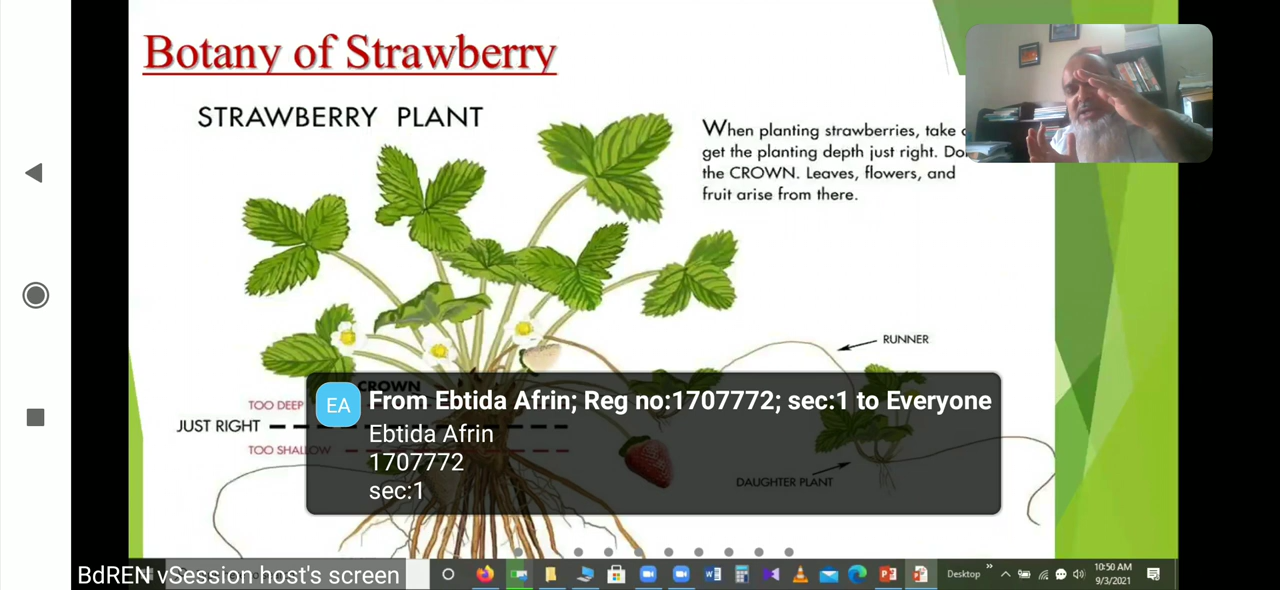 Botany of Strawberry
STRAWBERRY PLANT
When planting strawberries, take
get the planting depth just right.
the CROWN. Leaves, flowers, and
fruit arise from there.
RUNNER
CROWN
TOO DEEP
JUST RIGHT
TOO SHALLOW
DAUGHTER PLANT
EA
From Ebtida Afrin; Reg no:1707772; sec:1 to Everyone
Ebtida Afrin
1707772
sec:1
BdREN vSession host's screen
Desktop
10:50 AM
9/3/2021